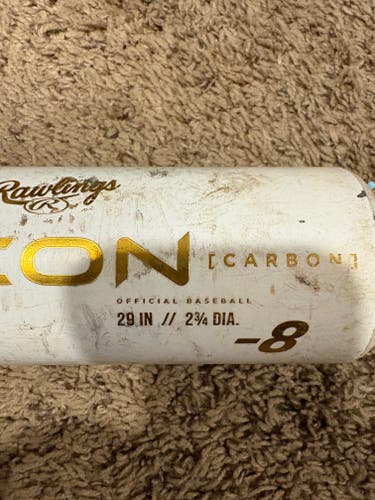 Rawlings
R
CON [CARBON]
OFFICIAL BASEBALL
29 IN // 2¾ DIA.
-8